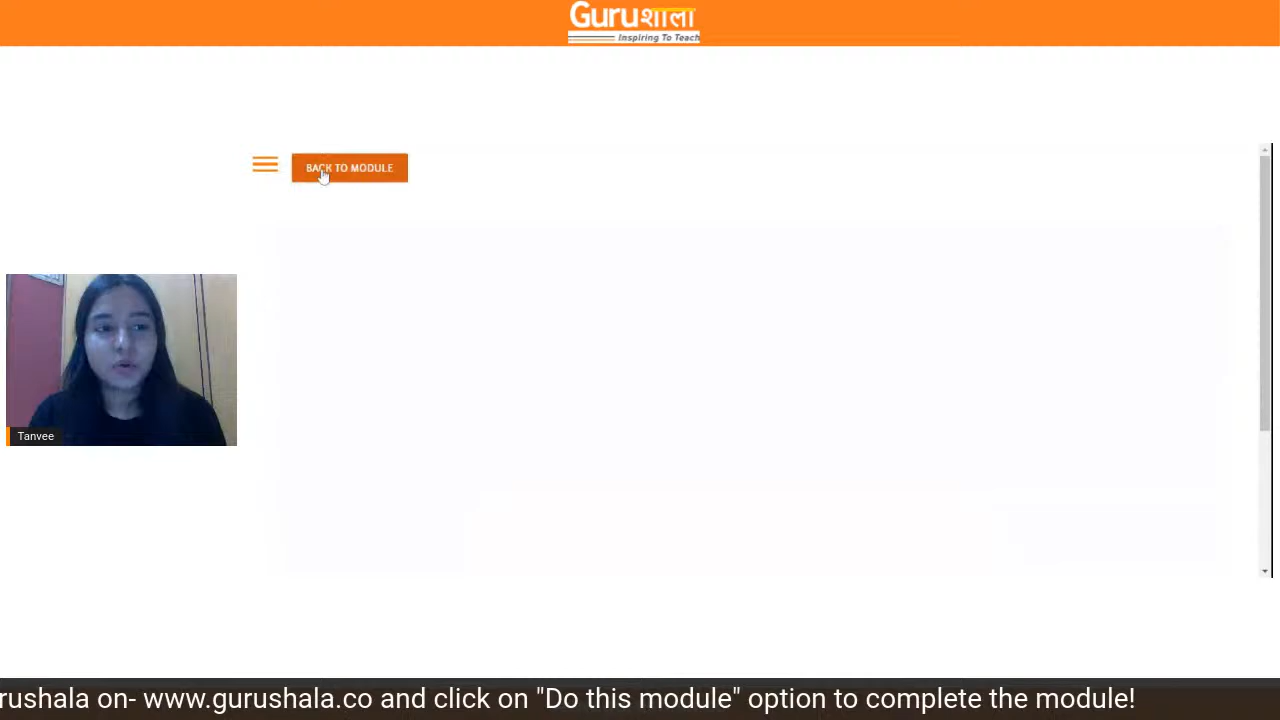 Guruशाला
Inspiring To Teach
BACK TO MODULE
Tanvee
rushala on- www.gurushala.co and click on "Do this module" option to complete the module!